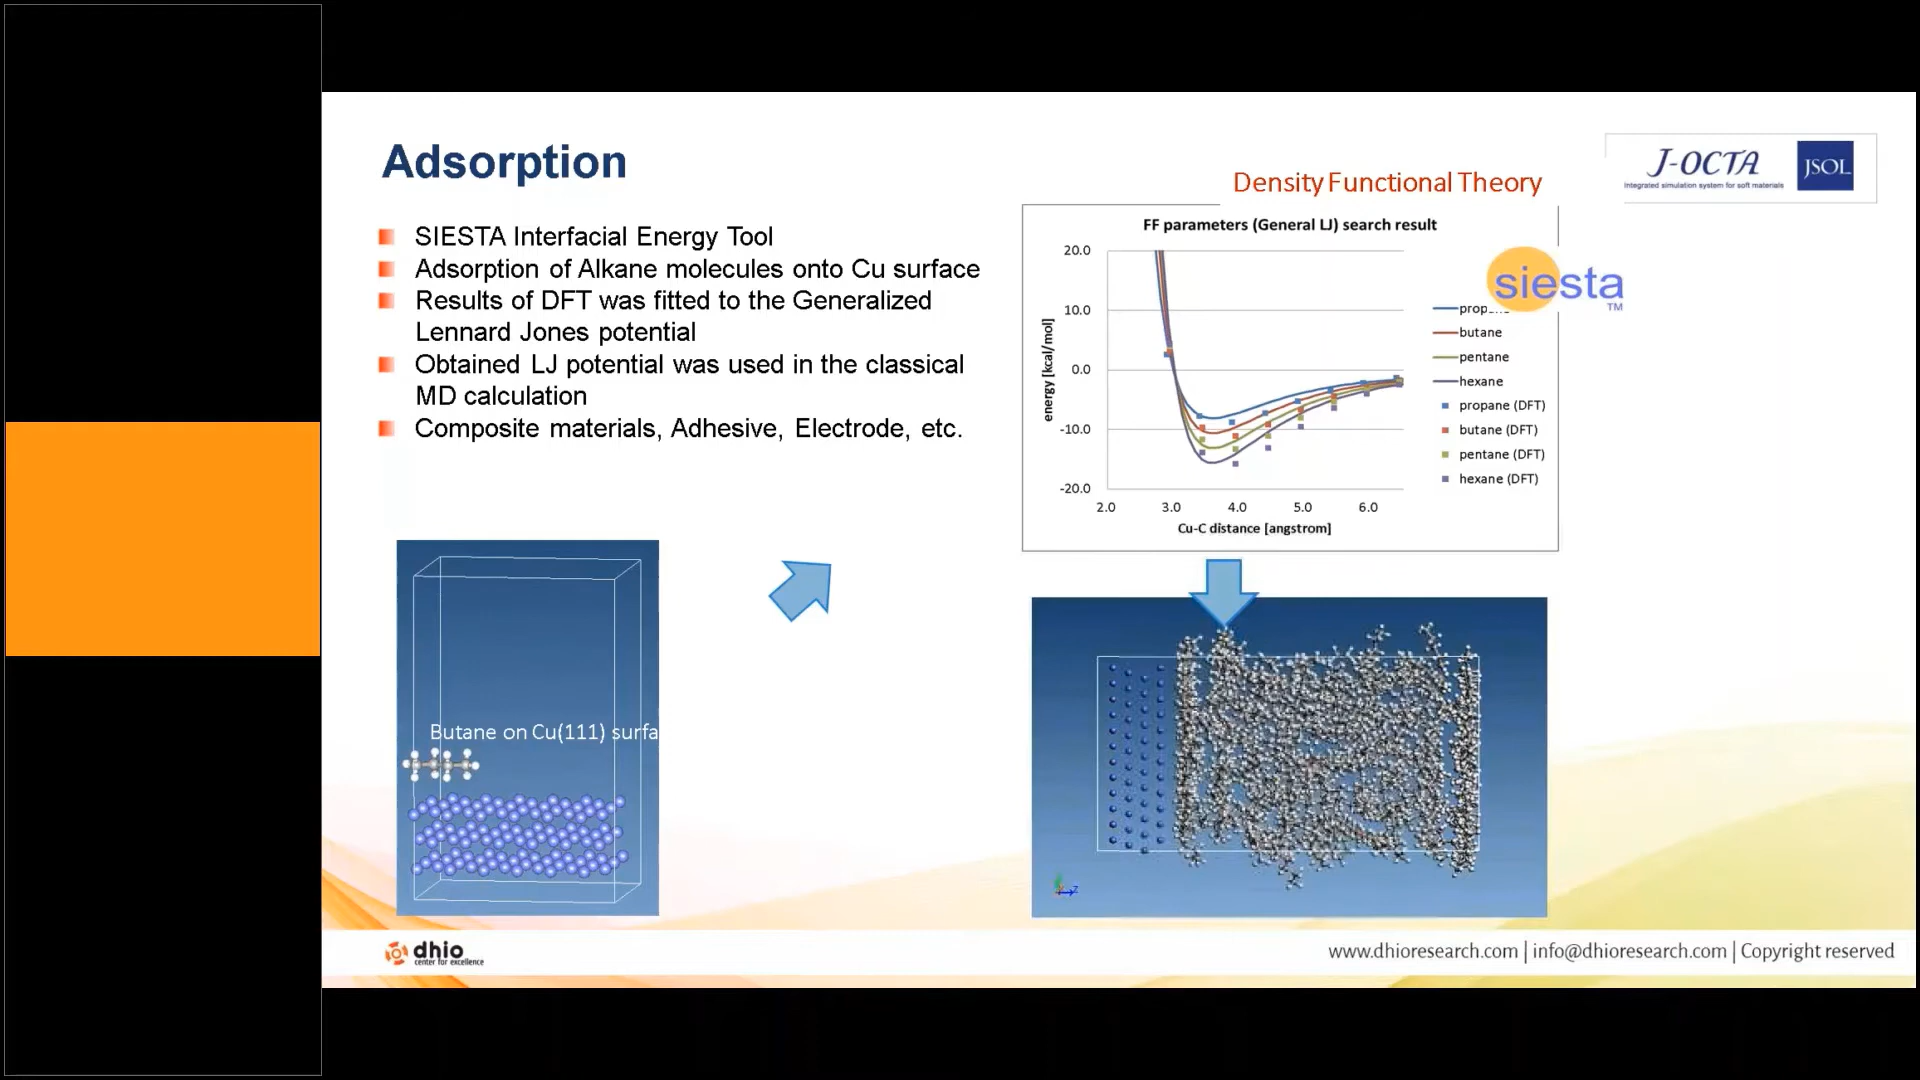 Adsorption
J-OCTA
Integrated simulation system for soft materials
JSOL
SIESTA Interfacial Energy Tool
Adsorption of Alkane molecules onto Cu surface
Results of DFT was fitted to the Generalized
Lennard Jones potential
Obtained LJ potential was used in the classical
MD calculation
Composite materials, Adhesive, Electrode, etc.
Density Functional Theory
FF parameters (General LJ) search result
siesta
TM
energy [kcal/mol]
20.0
10.0
0.0
-10.0
-20.0
2.0 3.0 4.0 5.0 6.0
Cu-C distance [angstrom]
butane
pentane
hexane
propane (DFT)
butane (DFT)
pentane (DFT)
hexane (DFT)
Butane on Cu(111) surfa
Z
dhio
center for excellence
www.dhioresearch.com | info@dhioresearch.com | Copyright reserved